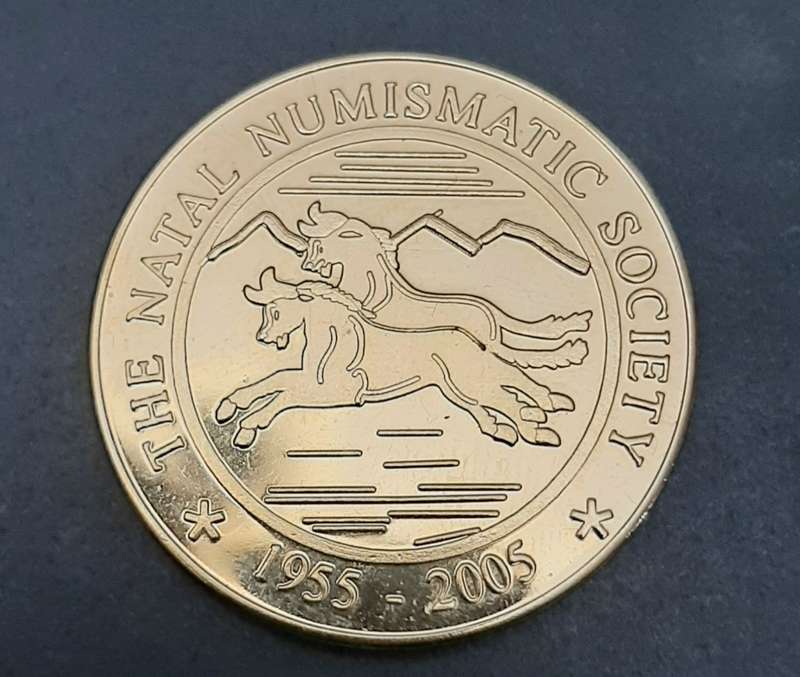 THE NATAL NUMISMATIC SOCIETY
1955 - 2005